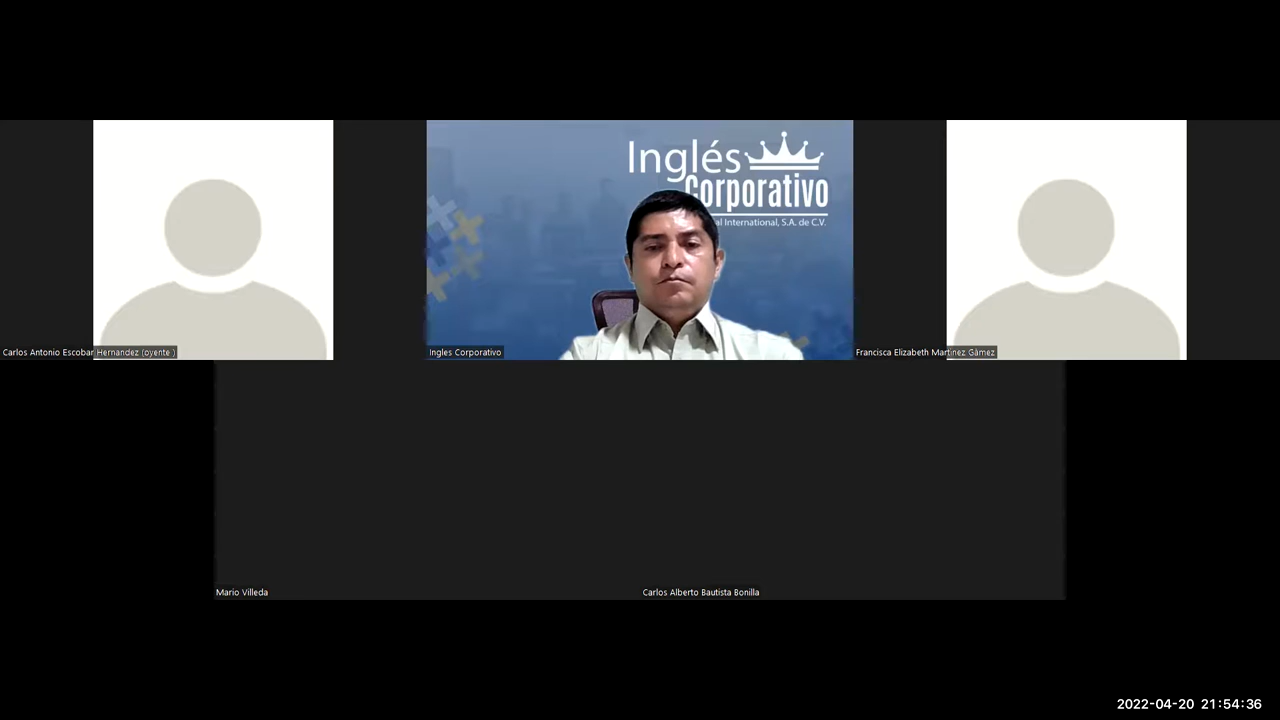 Inglés
Corporativo
al International, S.A. de C.V.
Carlos Antonio Escobar Hernandez (oyente )
Ingles Corporativo
Francisca Elizabeth Martinez Gámez
Mario Villeda
Carlos Alberto Bautista Bonilla
2022-04-20 21:54:36